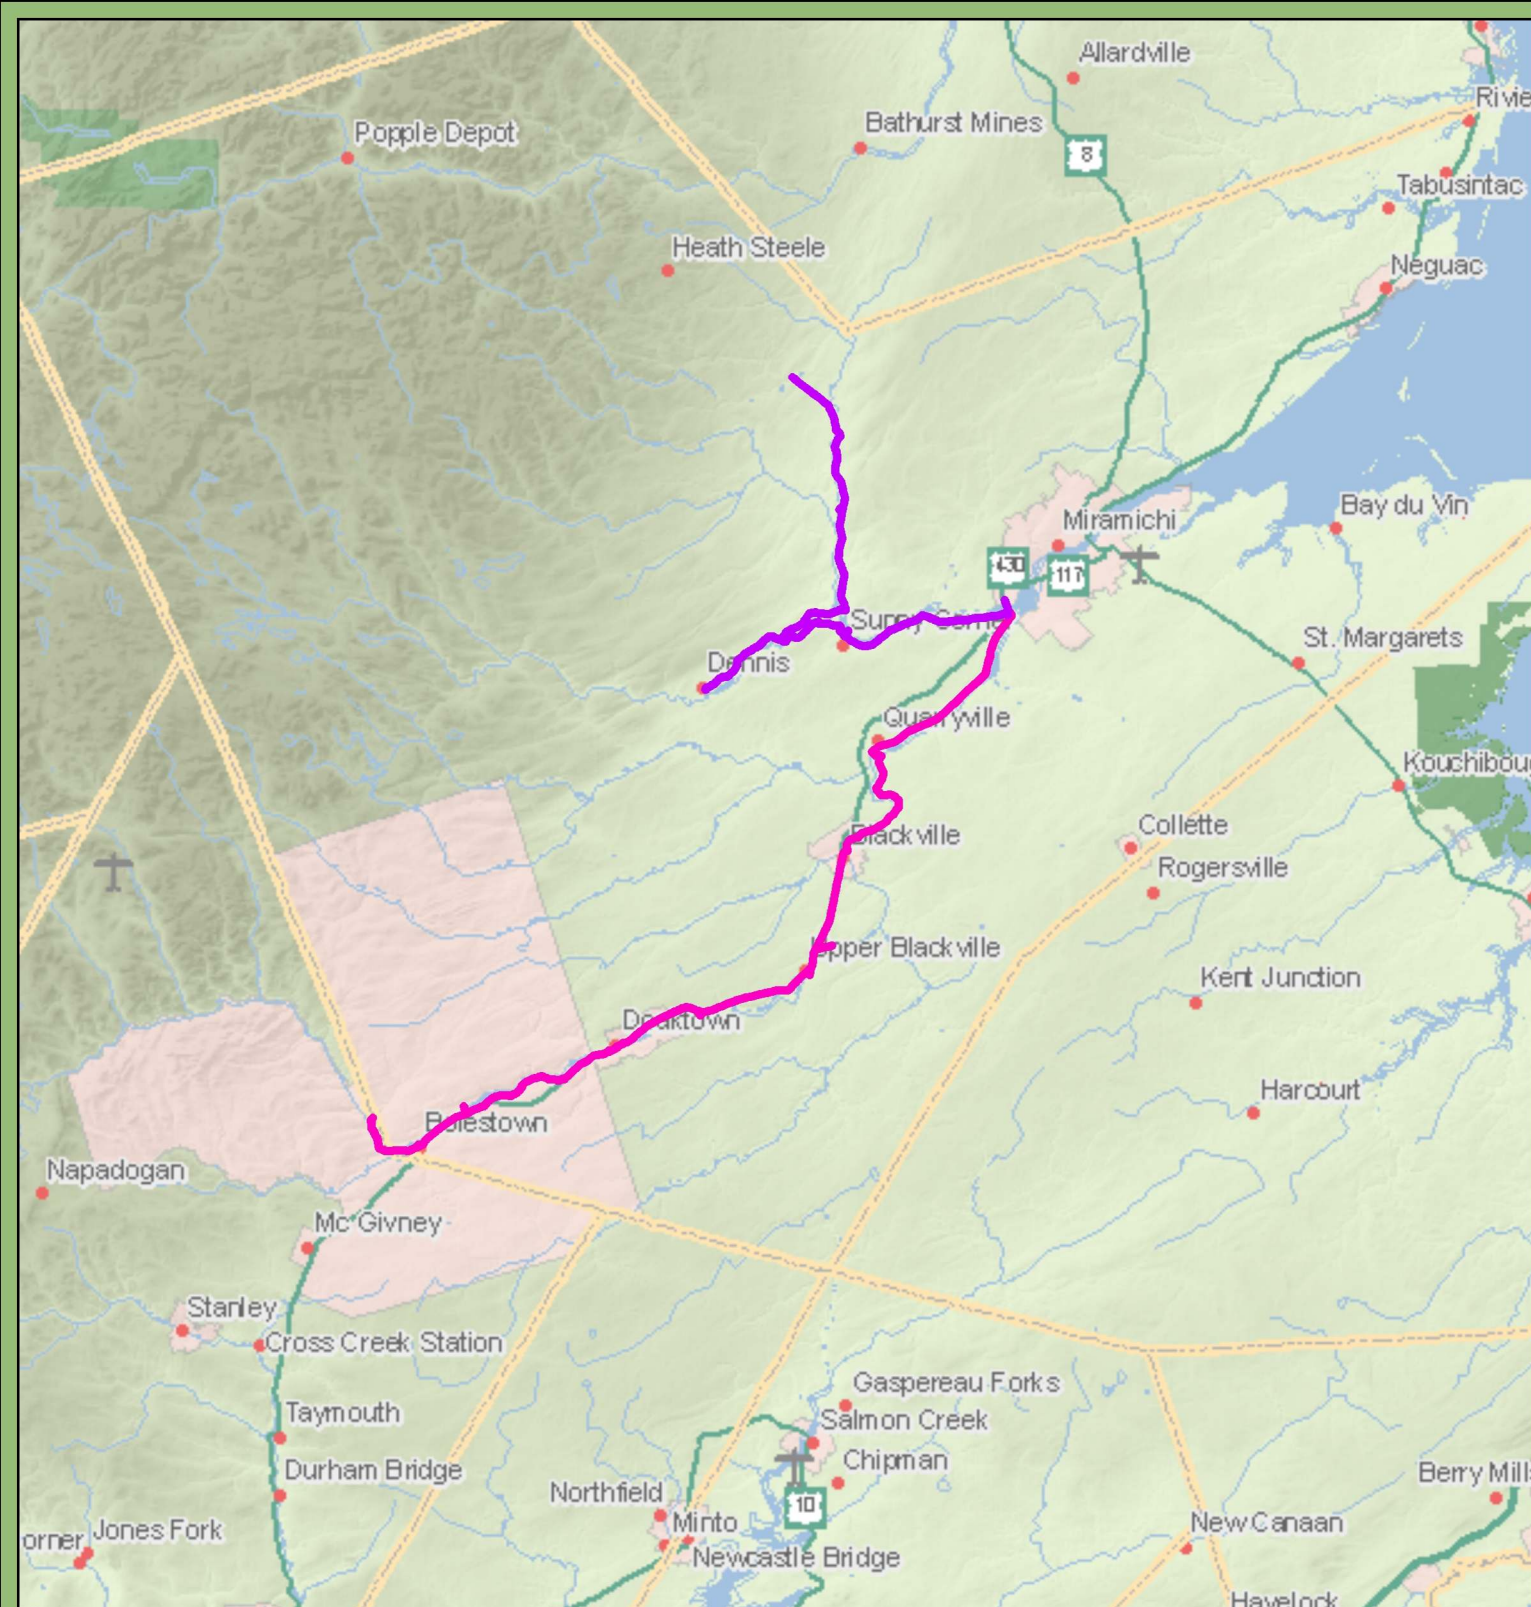 Allardville
Rivie
Bathurst Mines
Popple Depot
8
Tabusintac
Heath Steele
Neguac
Bay du Vin
Miramichi
430
117
Sunny Corne
St. Margarets
Dennis
Quarryville
Kouchibou
Collette
Blackville
Rogersville
Upper Blackville
Kent Junction
Doaktown
Harcourt
Boiestown
Napadogan
Mc Givney
Stanley
Cross Creek Station
Gaspereau Forks
Taymouth
Salmon Creek
Chipman
Durham Bridge
Berry Mills
Northfield
10
Minto
New Canaan
orner
Jones Fork
Newcastle Bridge
Havelock